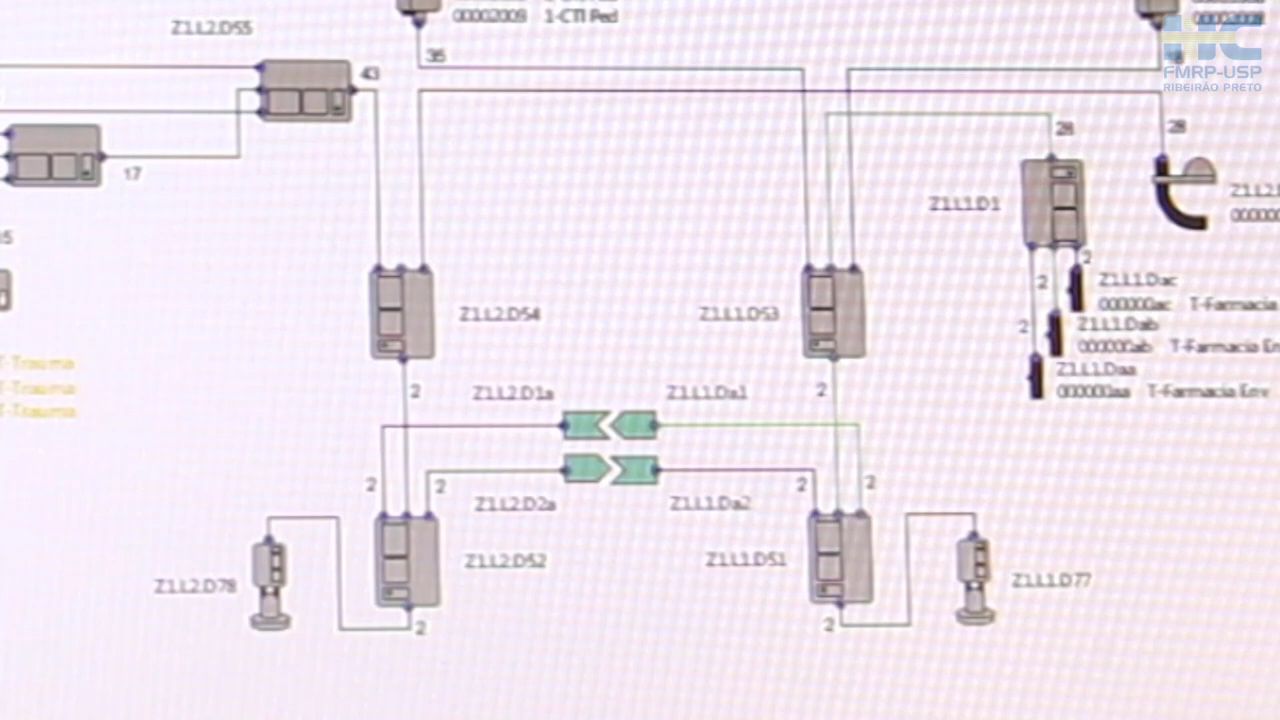 00002009 1-CTI Ped
Z1.L2.D55
HC
FMRP-USP
RIBEIRÃO PRETO
35
43
17
28
28
Z1.L1.D1
2
2
2
Z1.L1.Dac
000000ac T-Farmacia
Z1.L1.Dab
000000ab T-Farmacia En
Z1.L1.Daa
000000aa T-Farmacia Env
Z1.L2.D54
Z1.L1.D53
T-Trauma
T-Trauma
T-Trauma
2
2
Z1.L2.D1a
Z1.L1.Da1
2
2
2
2
Z1.L2.D2a
Z1.L1.Da2
Z1.L2.D52
Z1.L1.D51
Z1.L2.D78
Z1.L1.D77
2
2